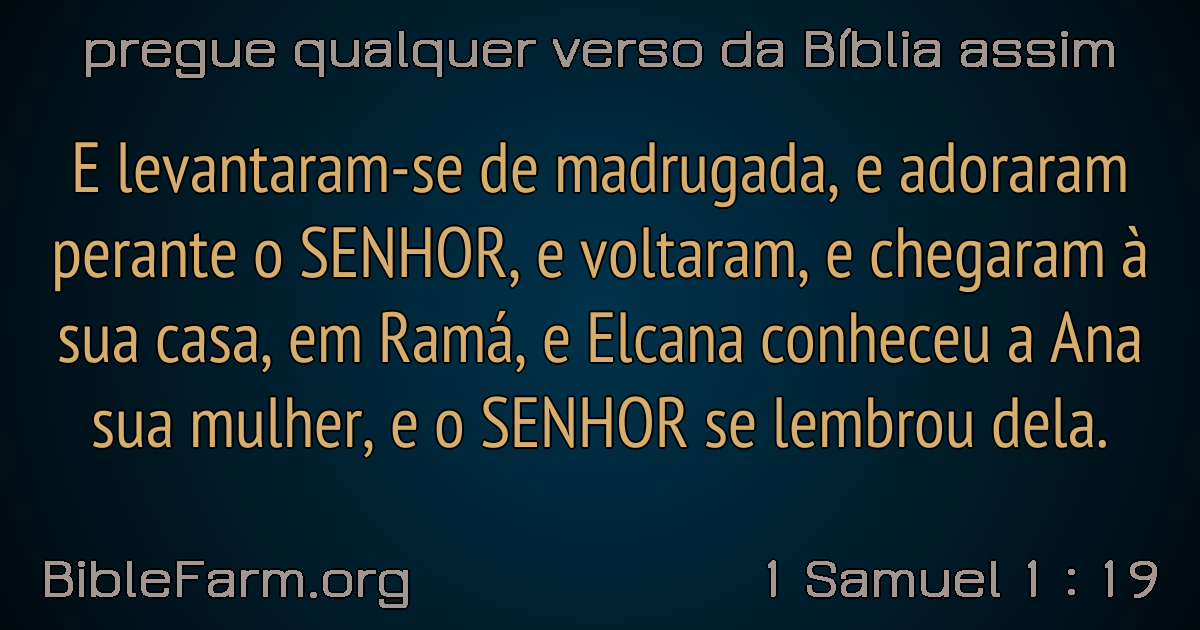 pregue qualquer verso da Bíblia assim
E levantaram-se de madrugada, e adoraram
perante o SENHOR, e voltaram, e chegaram à
sua casa, em Ramá, e Elcana conheceu a Ana
sua mulher, e o SENHOR se lembrou dela.
BibleFarm.org
1 Samuel 1 : 19